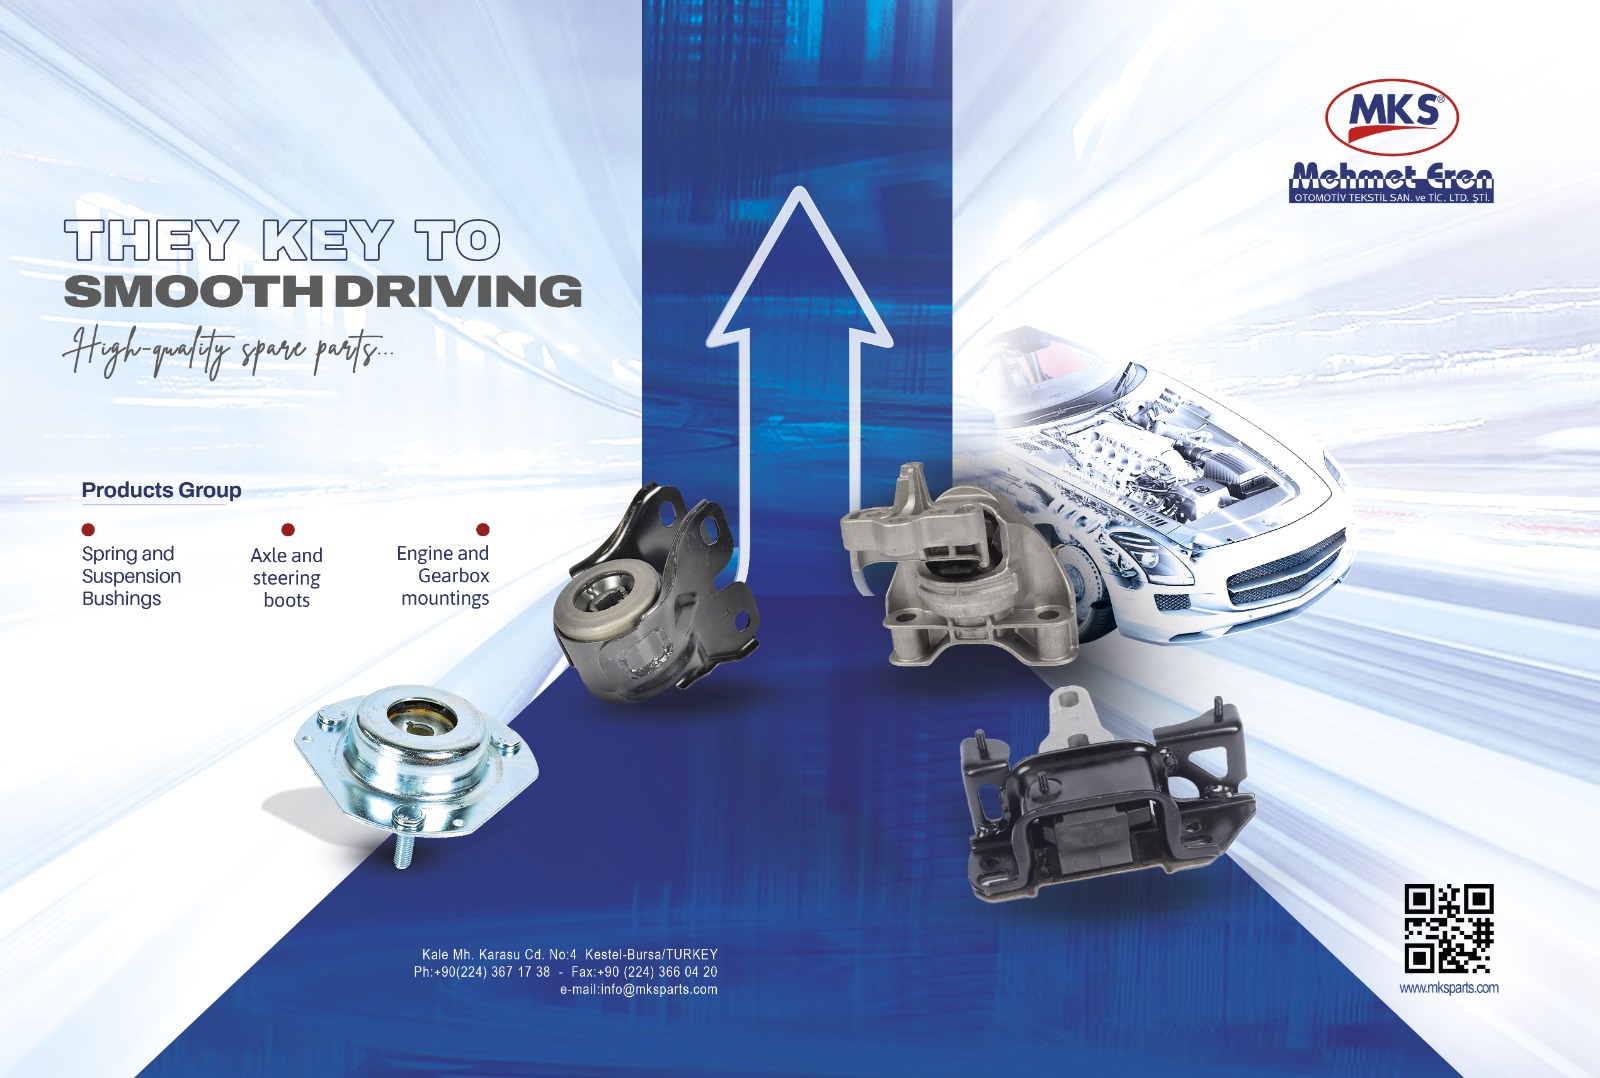 MKS®
Mehmet Eren
OTOMOTİV TEKSTİL SAN. ve TİC. LTD. ŞTİ.
THEY KEY TO
SMOOTH DRIVING
High-quality spare parts...
Products Group
Spring and
Suspension
Bushings
Axle and
steering
boots
Engine and
Gearbox
mountings
Kale Mh. Karasu Cd. No:4 Kestel-Bursa/TURKEY
Ph:+90(224) 367 17 38 - Fax:+90 (224) 366 04 20
e-mail:info@mksparts.com
www.mksparts.com